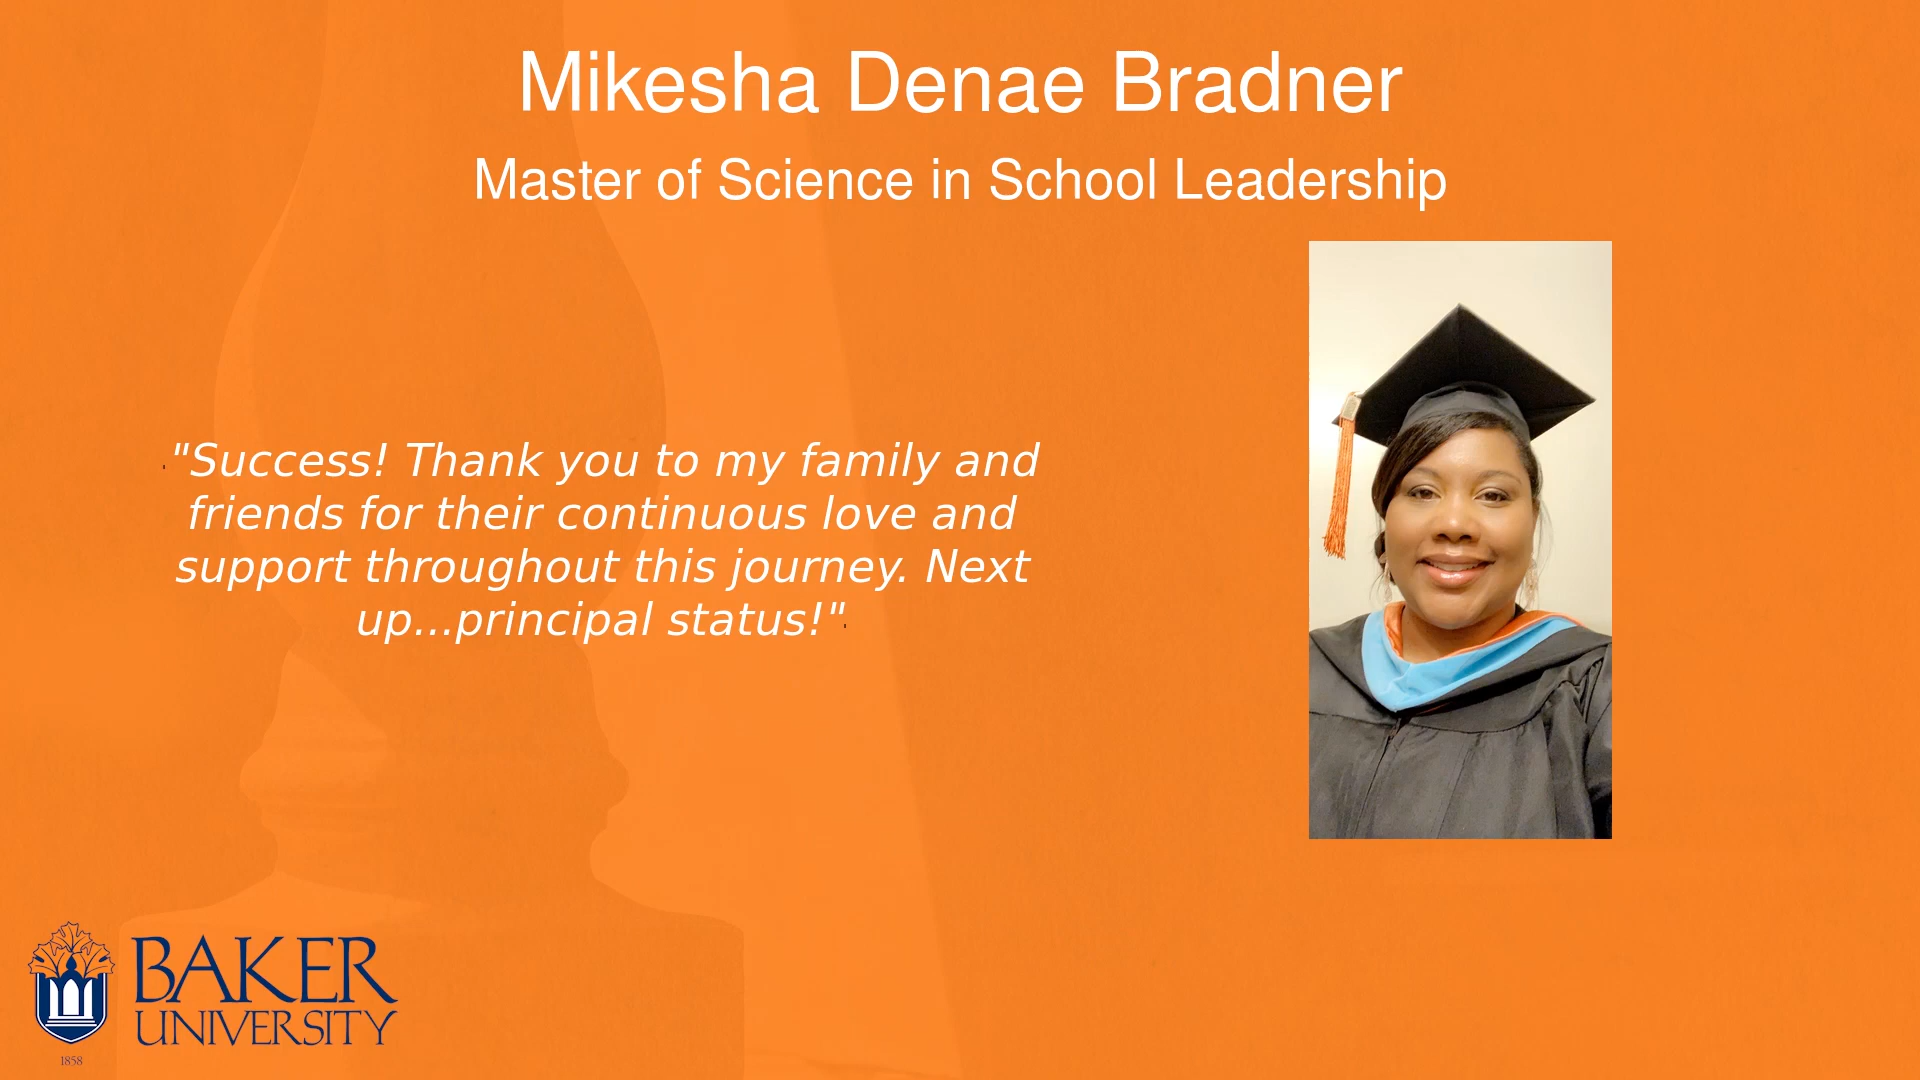 Mikesha Denae Bradner
Master of Science in School Leadership
"Success! Thank you to my family and
friends for their continuous love and
support throughout this journey. Next
up...principal status!"
BAKER
UNIVERSITY
1858